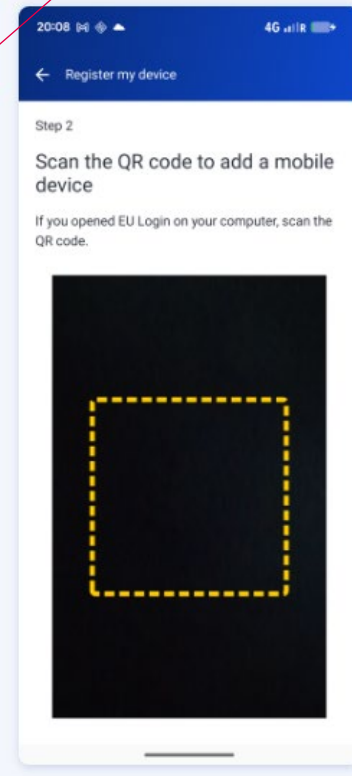 20:08 4G R
Register my device
Step 2
Scan the QR code to add a mobile
device
If you opened EU Login on your computer, scan the
QR code.